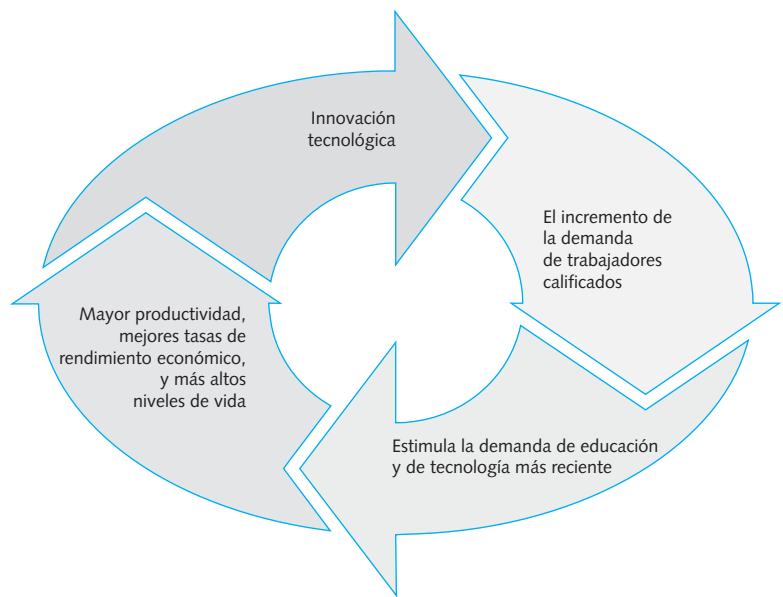 Innovación
tecnológica
El incremento de
la demanda
de trabajadores
calificados
Estimula la demanda de educación
y de tecnología más reciente
Mayor productividad,
mejores tasas de
rendimiento económico,
y más altos
niveles de vida